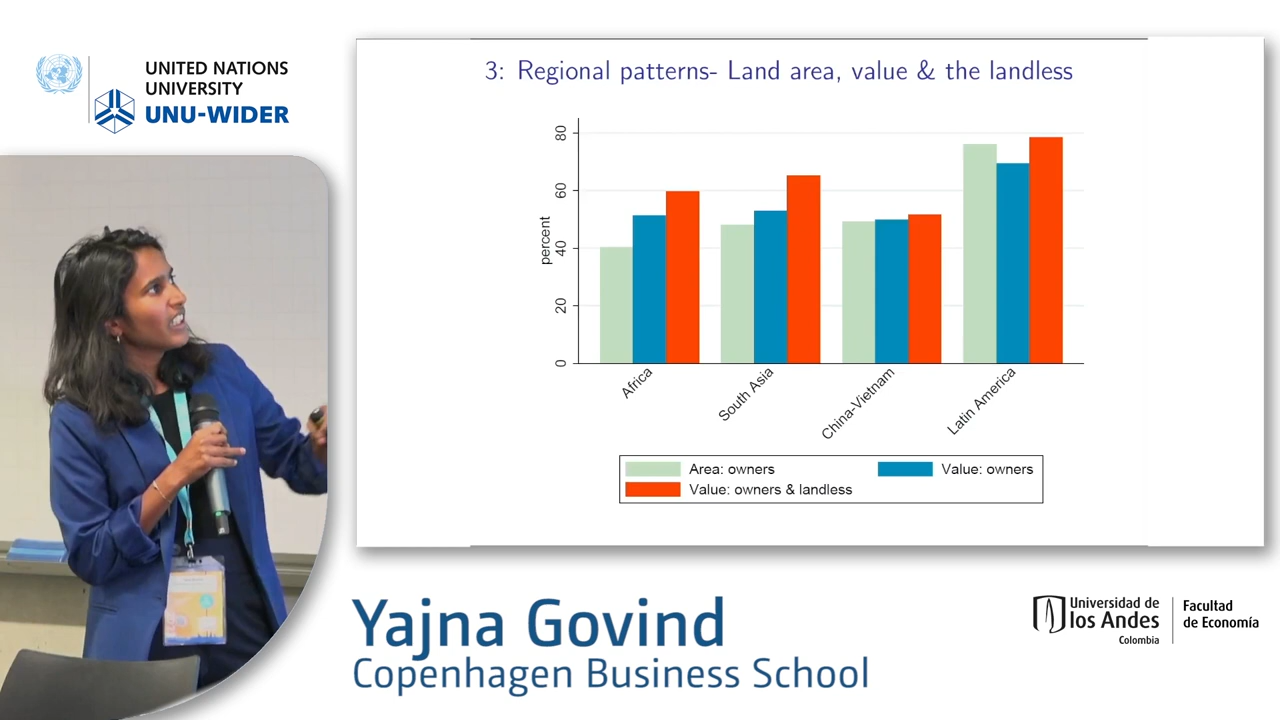 UNITED NATIONS
UNIVERSITY
UNU-WIDER
3: Regional patterns- Land area, value & the landless
percent
80
60
40
20
0
Africa
South Asia
China-Vietnam
Latin America
Area: owners
Value: owners
Value: owners & landless
Yajna Govind
Copenhagen Business School
Universidad de
los Andes
Colombia
Facultad
de Economía